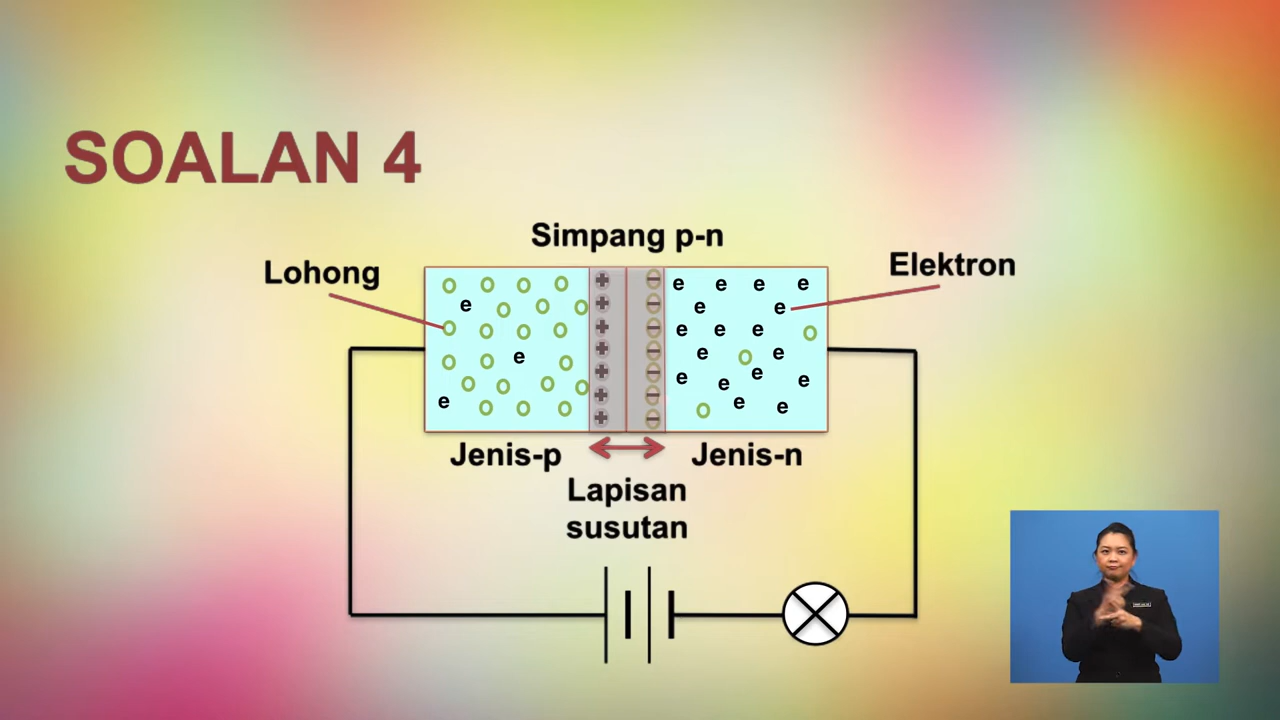 SOALAN 4
Simpang p-n
Lohong
Elektron
Jenis-p
Jenis-n
Lapisan
susutan